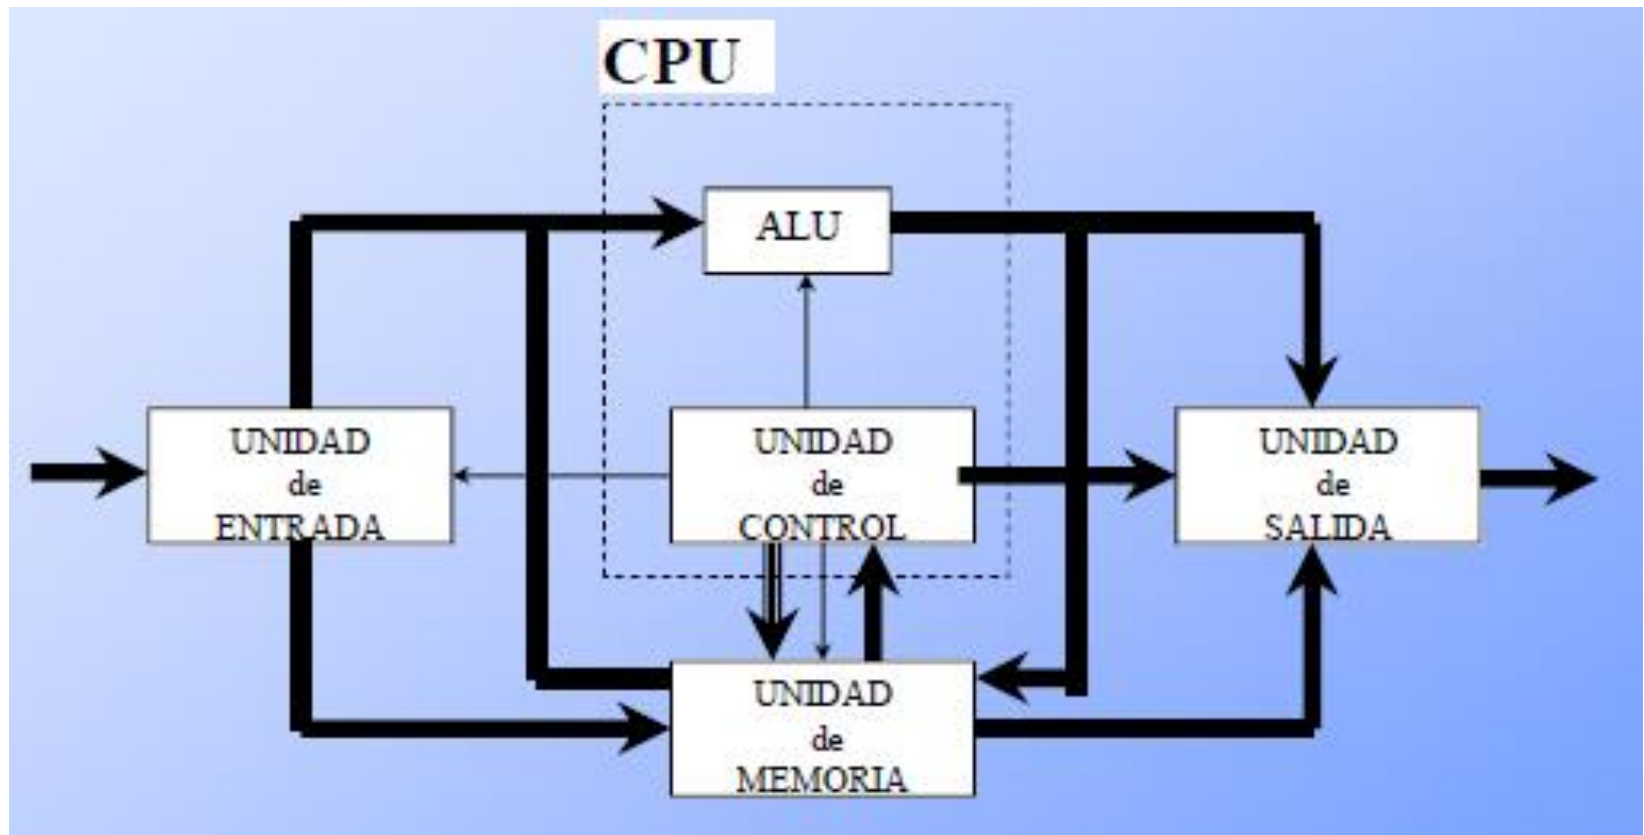 CPU
ALU
UNIDAD
de
ENTRADA
UNIDAD
de
CONTROL
UNIDAD
de
SALIDA
UNIDAD
de
MEMORIA